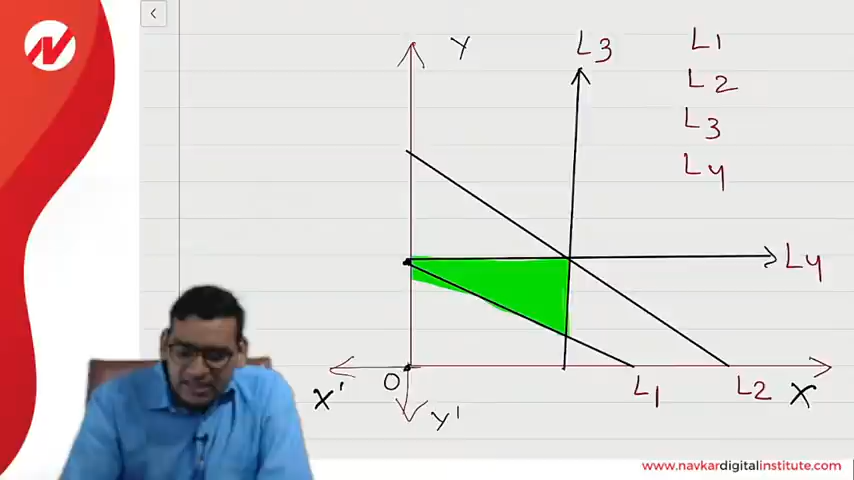 Y
L3
L1
L2
L3
L4
L4
X'
O
Y'
L1
L2
X
www.navkardigitalinstitute.com